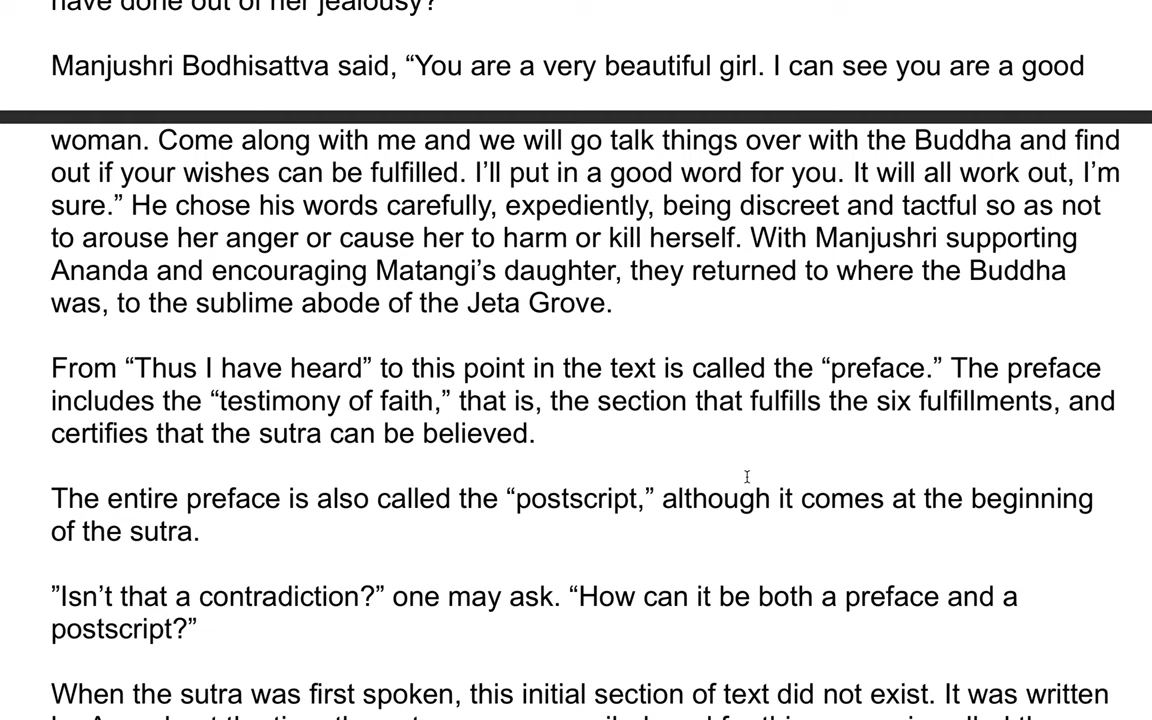 have done out of her jealousy?
Manjushri Bodhisattva said, “You are a very beautiful girl. I can see you are a good
woman. Come along with me and we will go talk things over with the Buddha and find
out if your wishes can be fulfilled. I’ll put in a good word for you. It will all work out, I’m
sure.” He chose his words carefully, expediently, being discreet and tactful so as not
to arouse her anger or cause her to harm or kill herself. With Manjushri supporting
Ananda and encouraging Matangi’s daughter, they returned to where the Buddha
was, to the sublime abode of the Jeta Grove.
From “Thus I have heard” to this point in the text is called the “preface.” The preface
includes the “testimony of faith,” that is, the section that fulfills the six fulfillments, and
certifies that the sutra can be believed.
The entire preface is also called the “postscript,” although it comes at the beginning
of the sutra.
”Isn’t that a contradiction?” one may ask. “How can it be both a preface and a
postscript?”
When the sutra was first spoken, this initial section of text did not exist. It was written